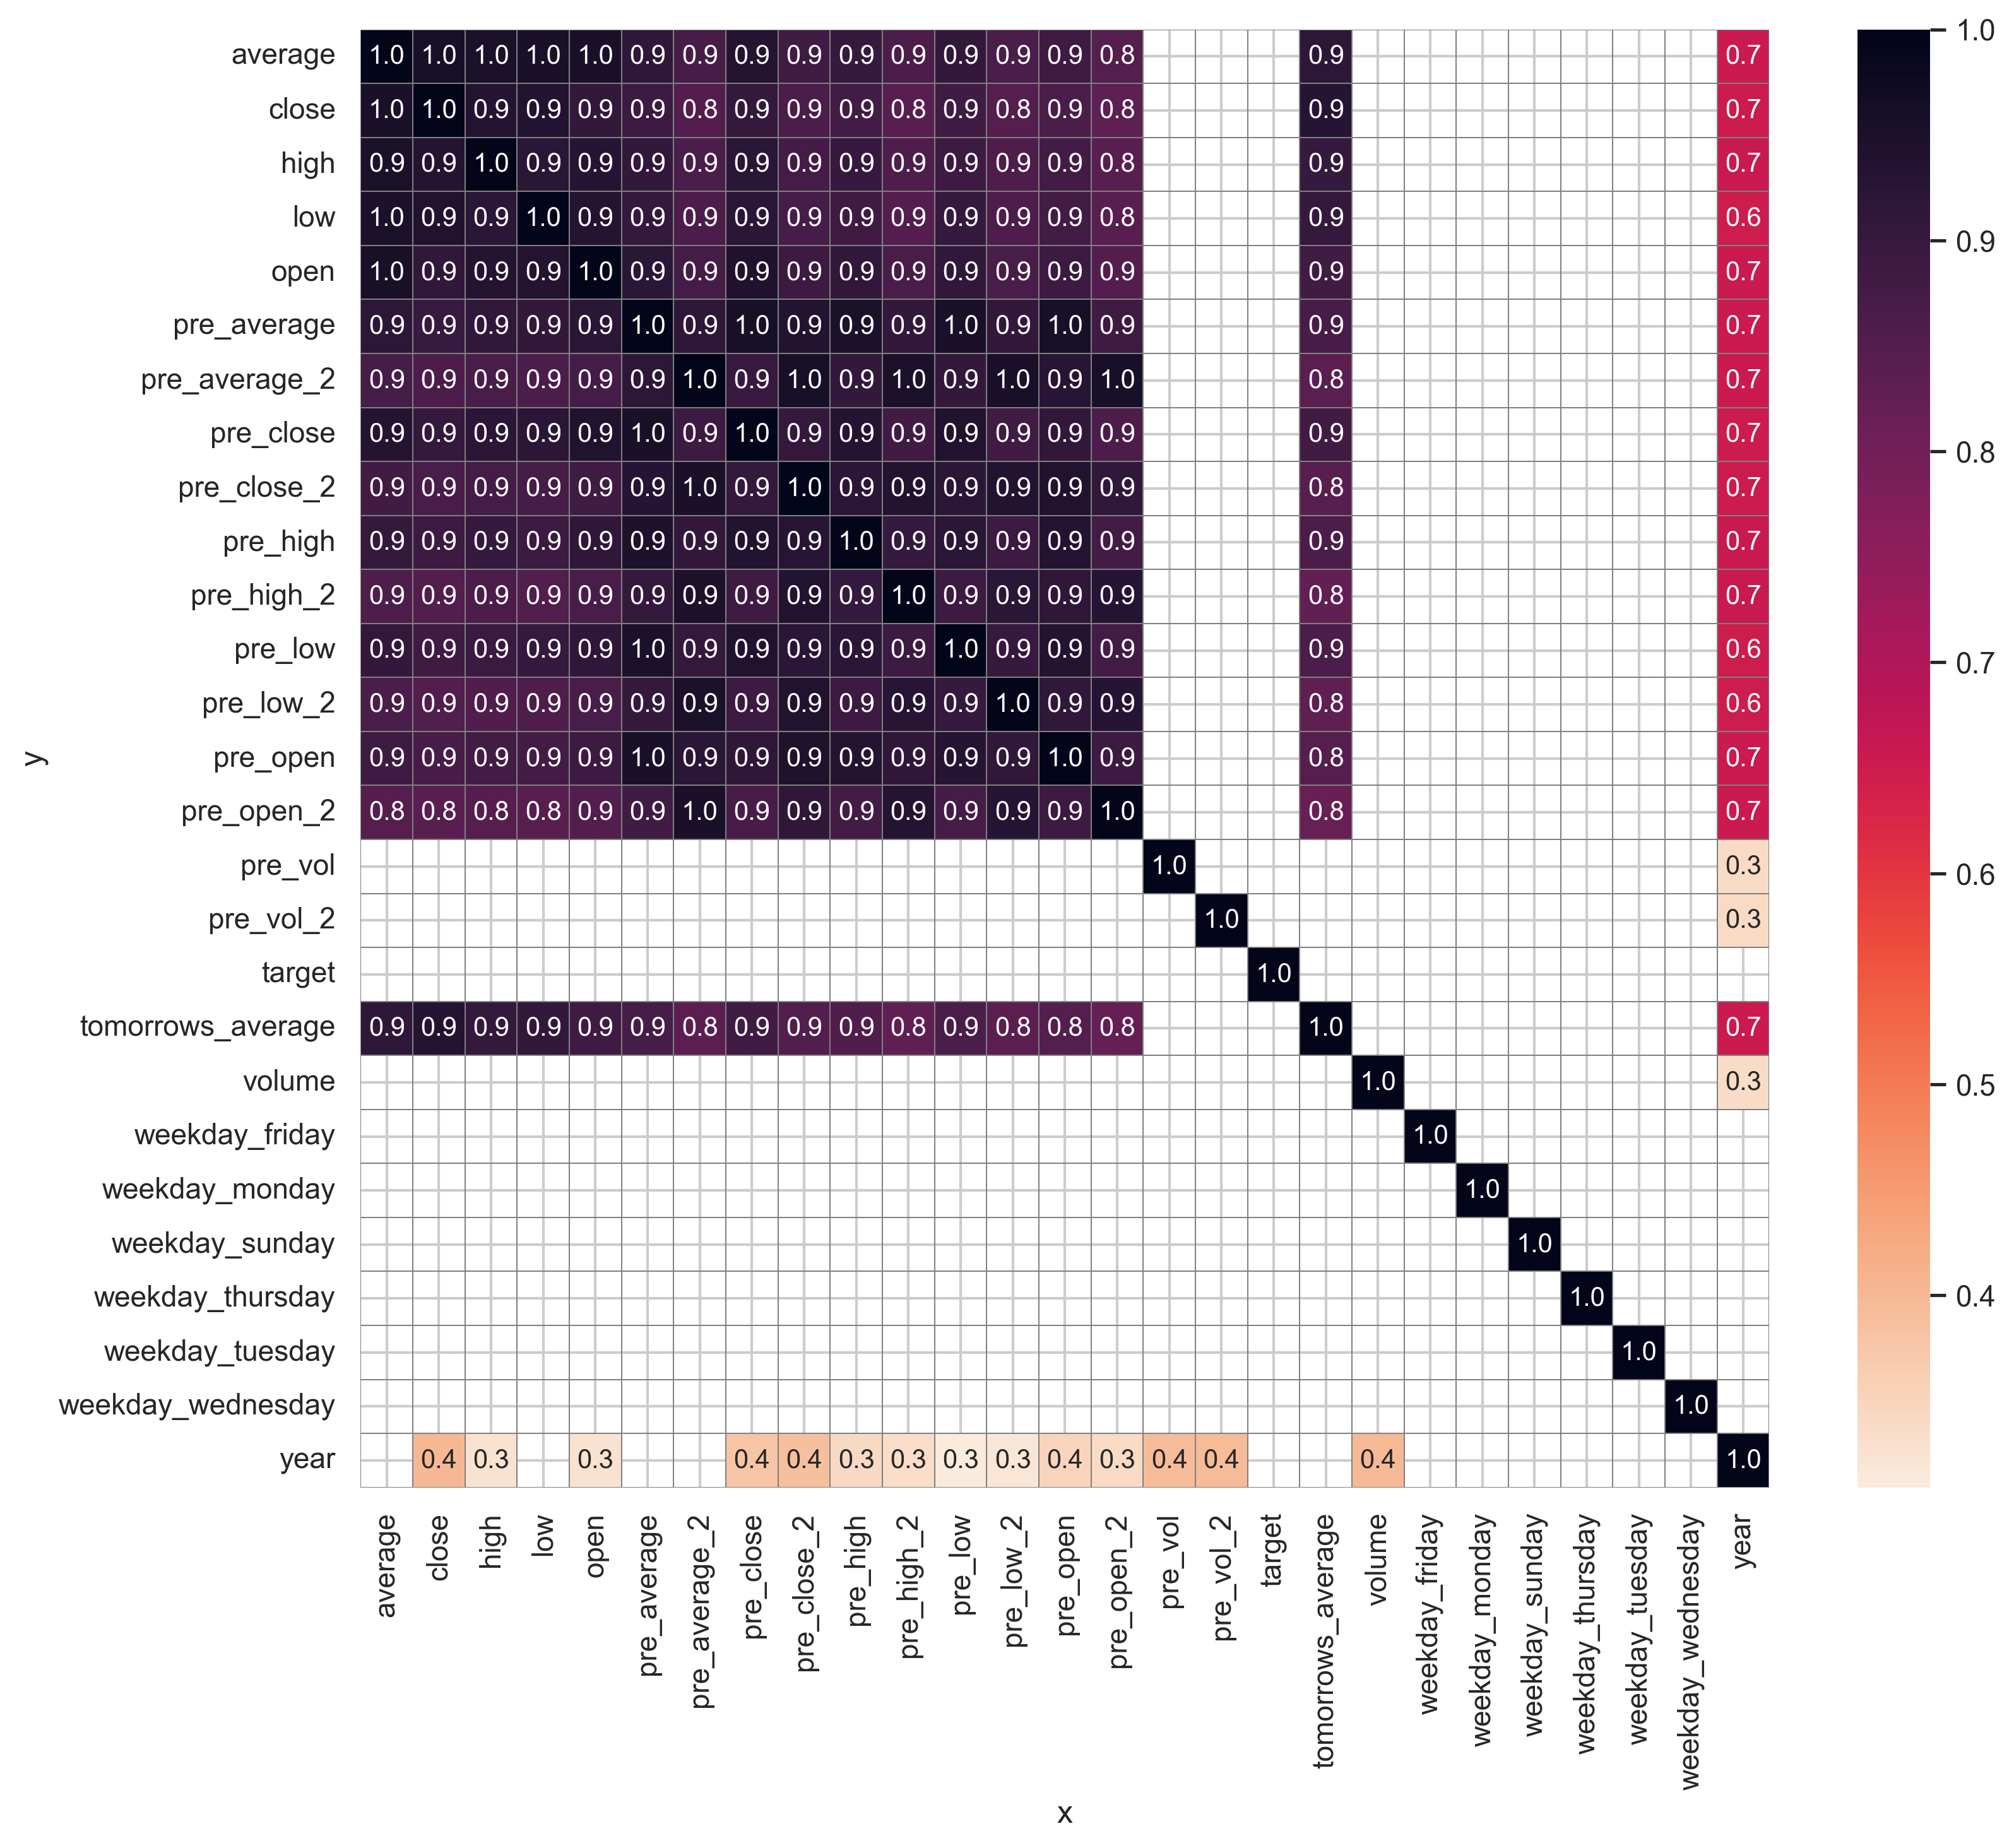 average 1.0 1.0 1.0 1.0 1.0 0.9 0.9 0.9 0.9 0.9 0.9 0.9 0.9 0.9 0.8 0.9 0.7
close 1.0 1.0 0.9 0.9 0.9 0.9 0.8 0.9 0.9 0.9 0.8 0.9 0.8 0.9 0.8 0.9 0.7
high 0.9 0.9 1.0 0.9 0.9 0.9 0.9 0.9 0.9 0.9 0.9 0.9 0.9 0.9 0.8 0.9 0.7
low 1.0 0.9 0.9 1.0 0.9 0.9 0.9 0.9 0.9 0.9 0.9 0.9 0.9 0.9 0.8 0.9 0.6
open 1.0 0.9 0.9 0.9 1.0 0.9 0.9 0.9 0.9 0.9 0.9 0.9 0.9 0.9 0.9 0.9 0.7
pre_average 0.9 0.9 0.9 0.9 0.9 1.0 0.9 1.0 0.9 0.9 0.9 1.0 0.9 1.0 0.9 0.9 0.7
pre_average_2 0.9 0.9 0.9 0.9 0.9 0.9 1.0 0.9 1.0 0.9 1.0 0.9 1.0 0.9 1.0 0.8 0.7
pre_close 0.9 0.9 0.9 0.9 0.9 1.0 0.9 1.0 0.9 0.9 0.9 0.9 0.9 0.9 0.9 0.9 0.7
pre_close_2 0.9 0.9 0.9 0.9 0.9 0.9 1.0 0.9 1.0 0.9 0.9 0.9 0.9 0.9 0.9 0.8 0.7
pre_high 0.9 0.9 0.9 0.9 0.9 0.9 0.9 0.9 0.9 1.0 0.9 0.9 0.9 0.9 0.9 0.9 0.7
pre_high_2 0.9 0.9 0.9 0.9 0.9 0.9 0.9 0.9 0.9 0.9 1.0 0.9 0.9 0.9 0.9 0.8 0.7
pre_low 0.9 0.9 0.9 0.9 0.9 1.0 0.9 0.9 0.9 0.9 0.9 1.0 0.9 0.9 0.9 0.9 0.6
pre_low_2 0.9 0.9 0.9 0.9 0.9 0.9 0.9 0.9 0.9 0.9 0.9 0.9 1.0 0.9 0.9 0.8 0.6
pre_open 0.9 0.9 0.9 0.9 0.9 1.0 0.9 0.9 0.9 0.9 0.9 0.9 0.9 1.0 0.9 0.8 0.7
pre_open_2 0.8 0.8 0.8 0.8 0.9 0.9 1.0 0.9 0.9 0.9 0.9 0.9 0.9 0.9 1.0 0.8 0.7
pre_vol 1.0 0.3
pre_vol_2 1.0 0.3
target 1.0
tomorrows_average 0.9 0.9 0.9 0.9 0.9 0.9 0.8 0.9 0.9 0.9 0.8 0.9 0.8 0.8 0.8 1.0 0.7
volume 1.0 0.3
weekday_friday 1.0
weekday_monday 1.0
weekday_sunday 1.0
weekday_thursday 1.0
weekday_tuesday 1.0
weekday_wednesday 1.0
year 0.4 0.3 0.3 0.4 0.4 0.3 0.3 0.3 0.3 0.4 0.3 0.4 0.4 0.4 1.0
y
average
close
high
low
open
pre_average
pre_average_2
pre_close
pre_close_2
pre_high
pre_high_2
pre_low
pre_low_2
pre_open
pre_open_2
pre_vol
pre_vol_2
target
tomorrows_average
volume
weekday_friday
weekday_monday
weekday_sunday
weekday_thursday
weekday_tuesday
weekday_wednesday
year
x
1.0
0.9
0.8
0.7
0.6
0.5
0.4